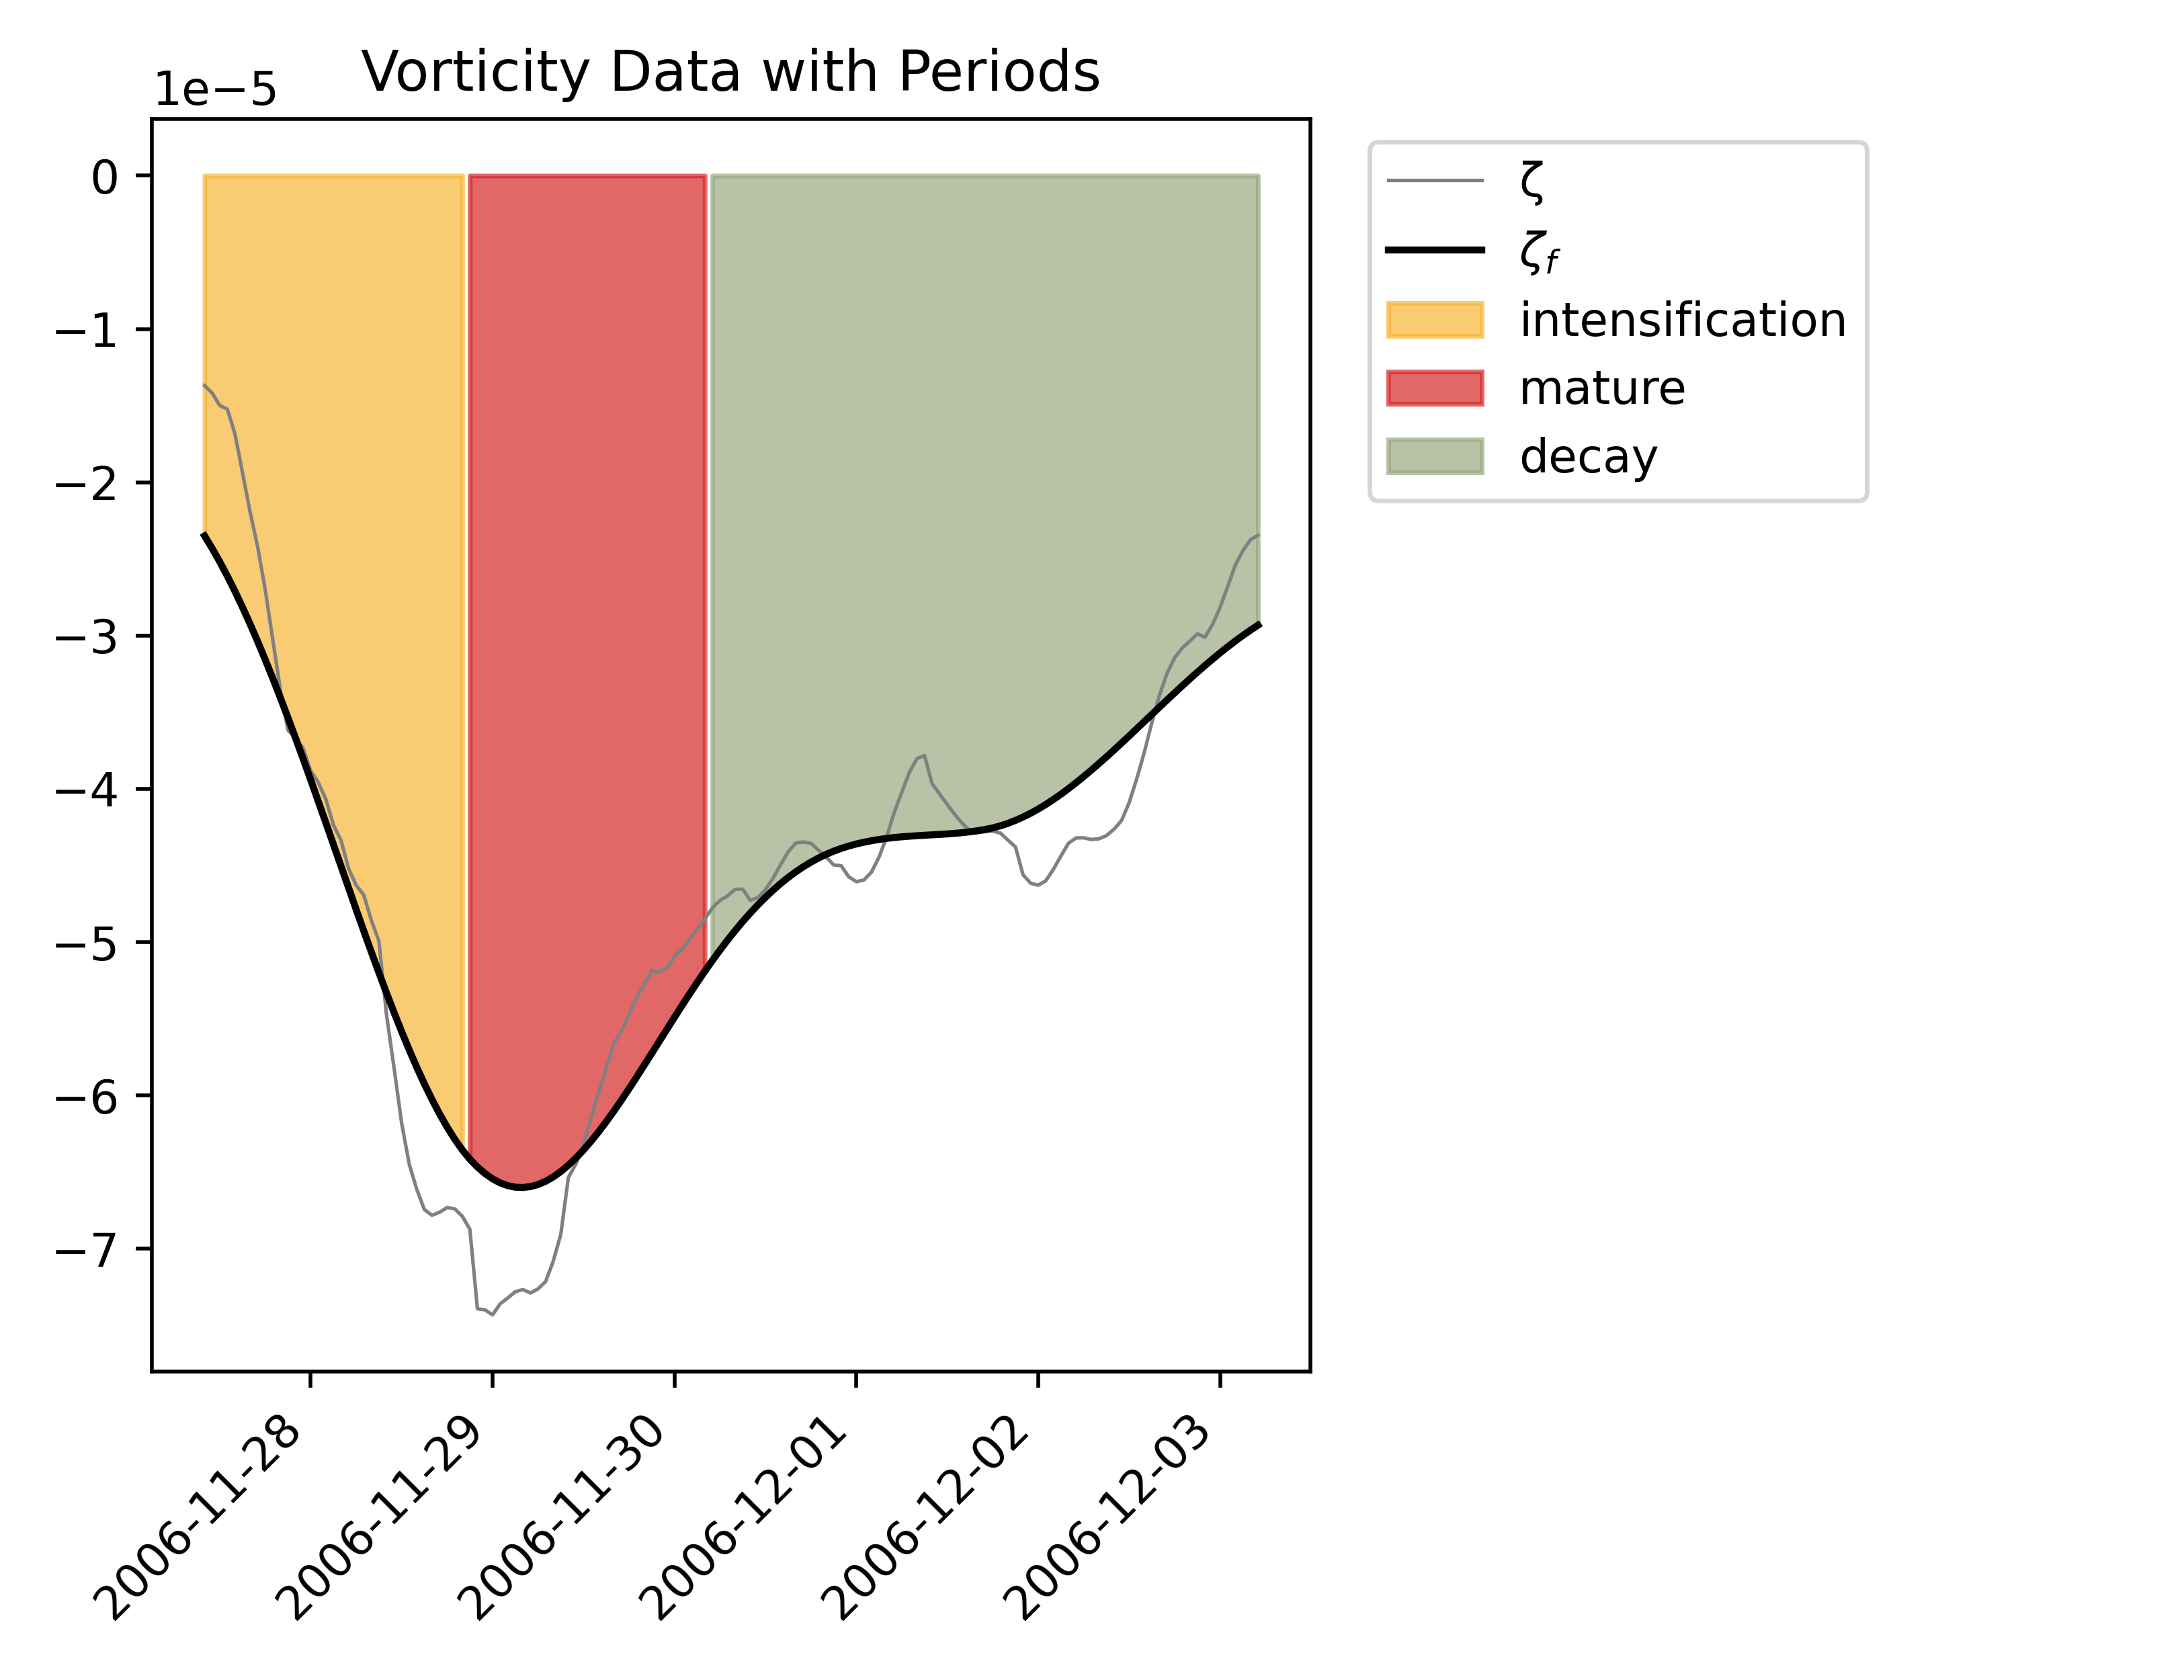 Vorticity Data with Periods
1e−5
0
−1
−2
−3
−4
−5
−6
−7
2006-11-28
2006-11-29
2006-11-30
2006-12-01
2006-12-02
2006-12-03
ζ
ζf
intensification
mature
decay